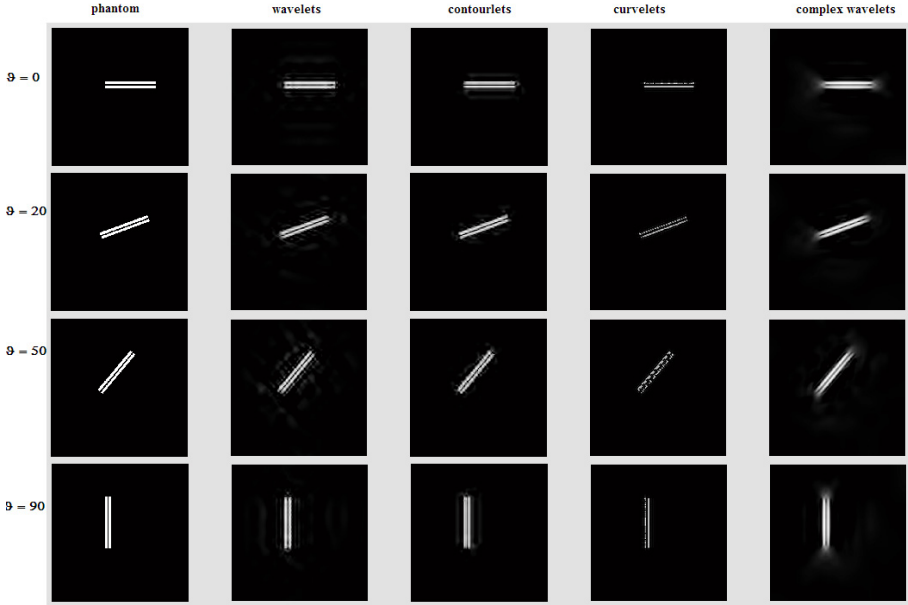 phantom wavelets contourlets curvelets complex wavelets
ϑ = 0
ϑ = 20
ϑ = 50
ϑ = 90